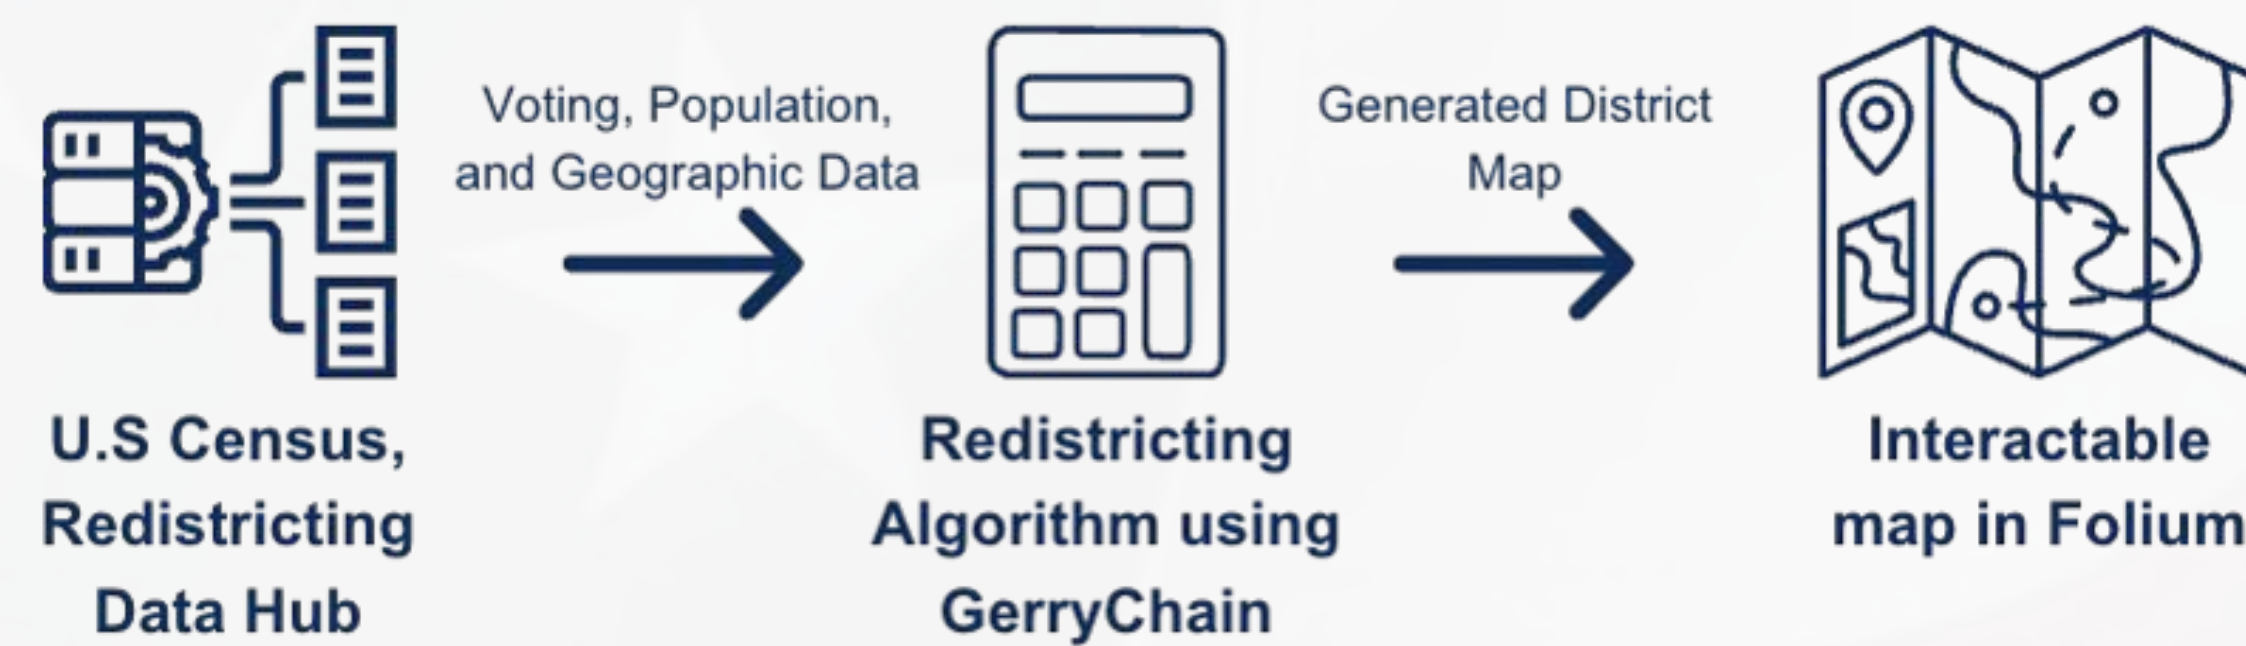 Voting, Population,
and Geographic Data
Generated District
Map
U.S Census,
Redistricting
Data Hub
Redistricting
Algorithm using
GerryChain
Interactable
map in Folium